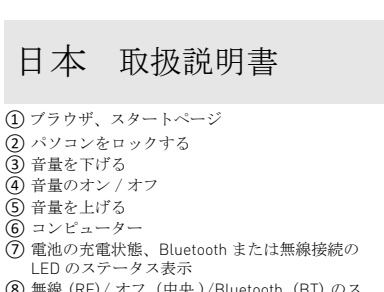 日本 取扱説明書
① ブラウザ、スタートページ
② パソコンをロックする
③ 音量を下げる
④ 音量のオン / オフ
⑤ 音量を上げる
⑥ コンピューター
⑦ 電池の充電状態、Bluetooth または無線接続の
LED のステータス表示
⑧ 無線 (RF)/ オフ (中央 )/Bluetooth (BT) のス